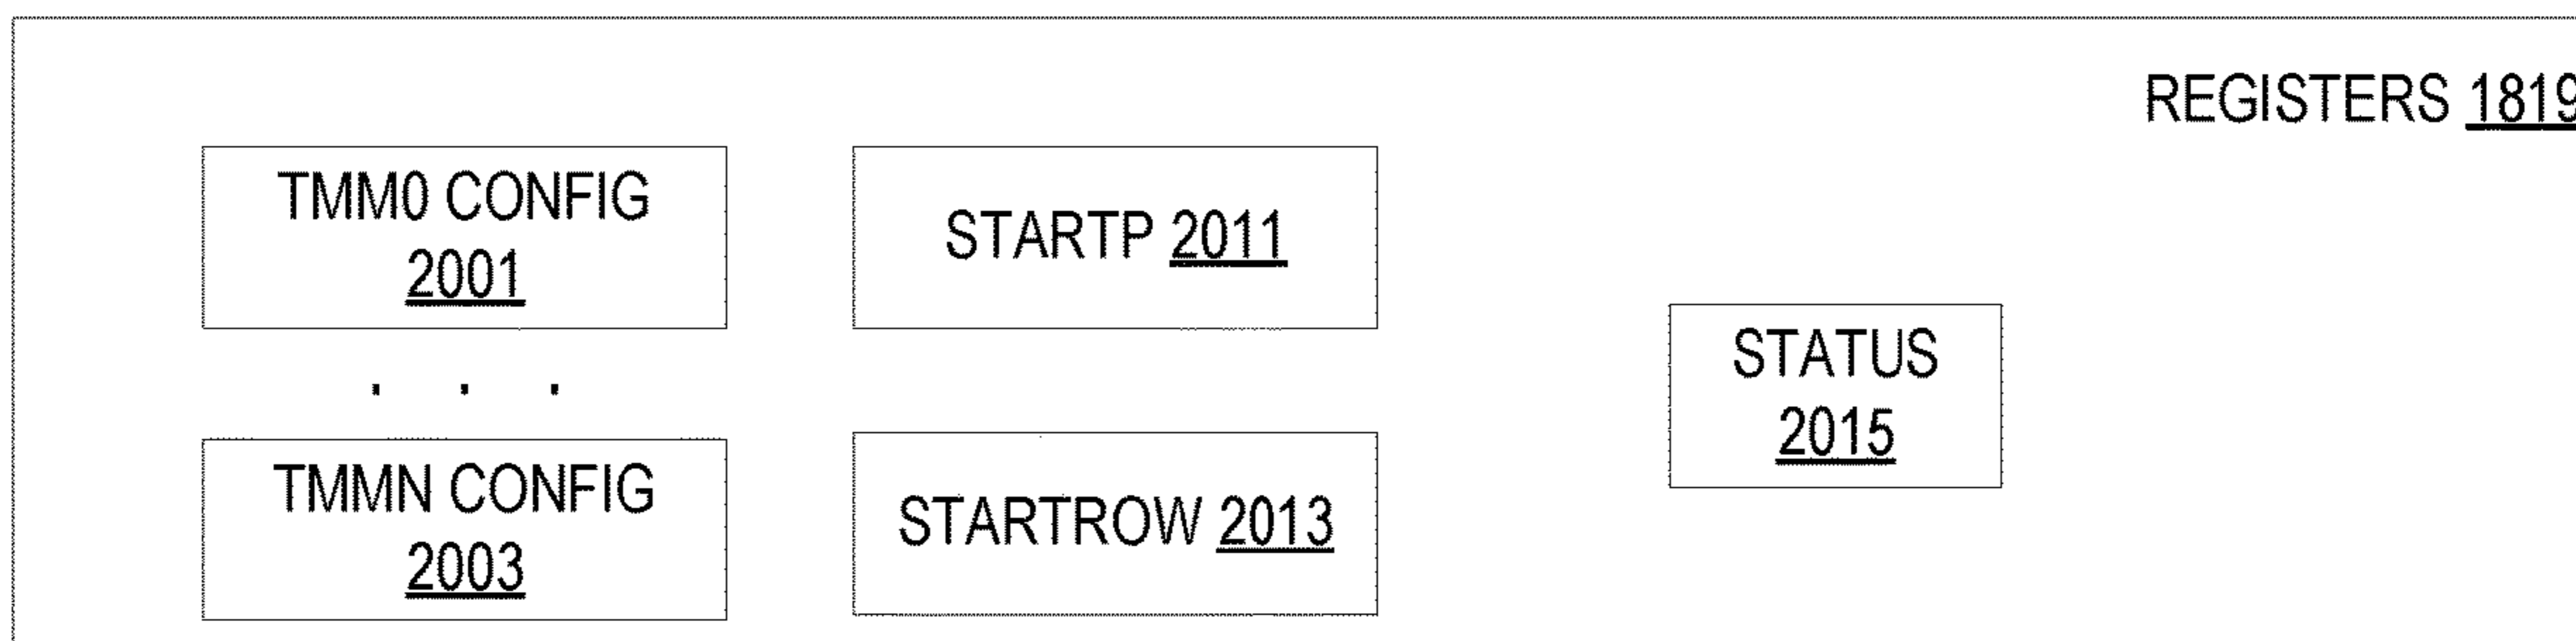 REGISTERS 1819
TMM0 CONFIG
2001
STARTP 2011
. . .
STATUS
2015
TMMN CONFIG
2003
STARTROW 2013